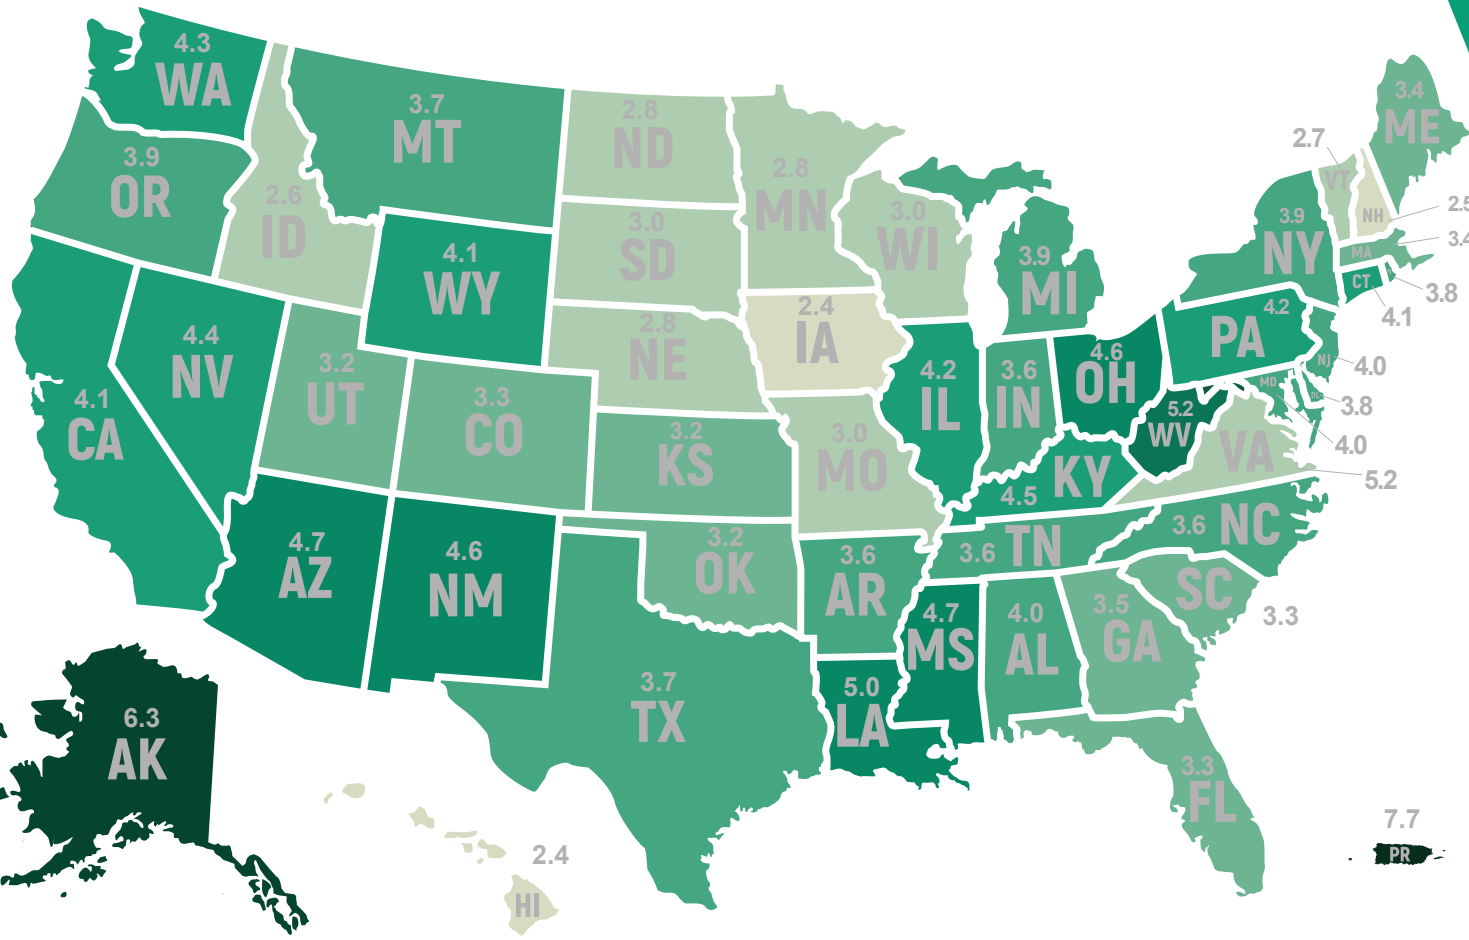 4.3
WA
3.9
OR
2.6
ID
3.7
MT
2.8
ND
2.8
MN
3.0
SD
3.0
WI
4.1
WY
2.8
NE
2.4
IA
3.9
MI
3.9
NY
2.7
VT
NH
2.5
3.4
ME
MA
3.4
CT
4.1
3.8
PA
4.2
NJ
4.0
MD
4.0
DE
3.8
4.4
NV
4.1
CA
3.2
UT
3.3
CO
3.2
KS
3.0
MO
4.2
IL
3.6
IN
4.6
OH
5.2
WV
VA
5.2
4.5
KY
3.6
TN
3.6
NC
SC
3.3
4.7
AZ
4.6
NM
3.2
OK
3.6
AR
4.7
MS
4.0
AL
3.5
GA
3.7
TX
5.0
LA
3.3
FL
6.3
AK
2.4
HI
7.7
PR